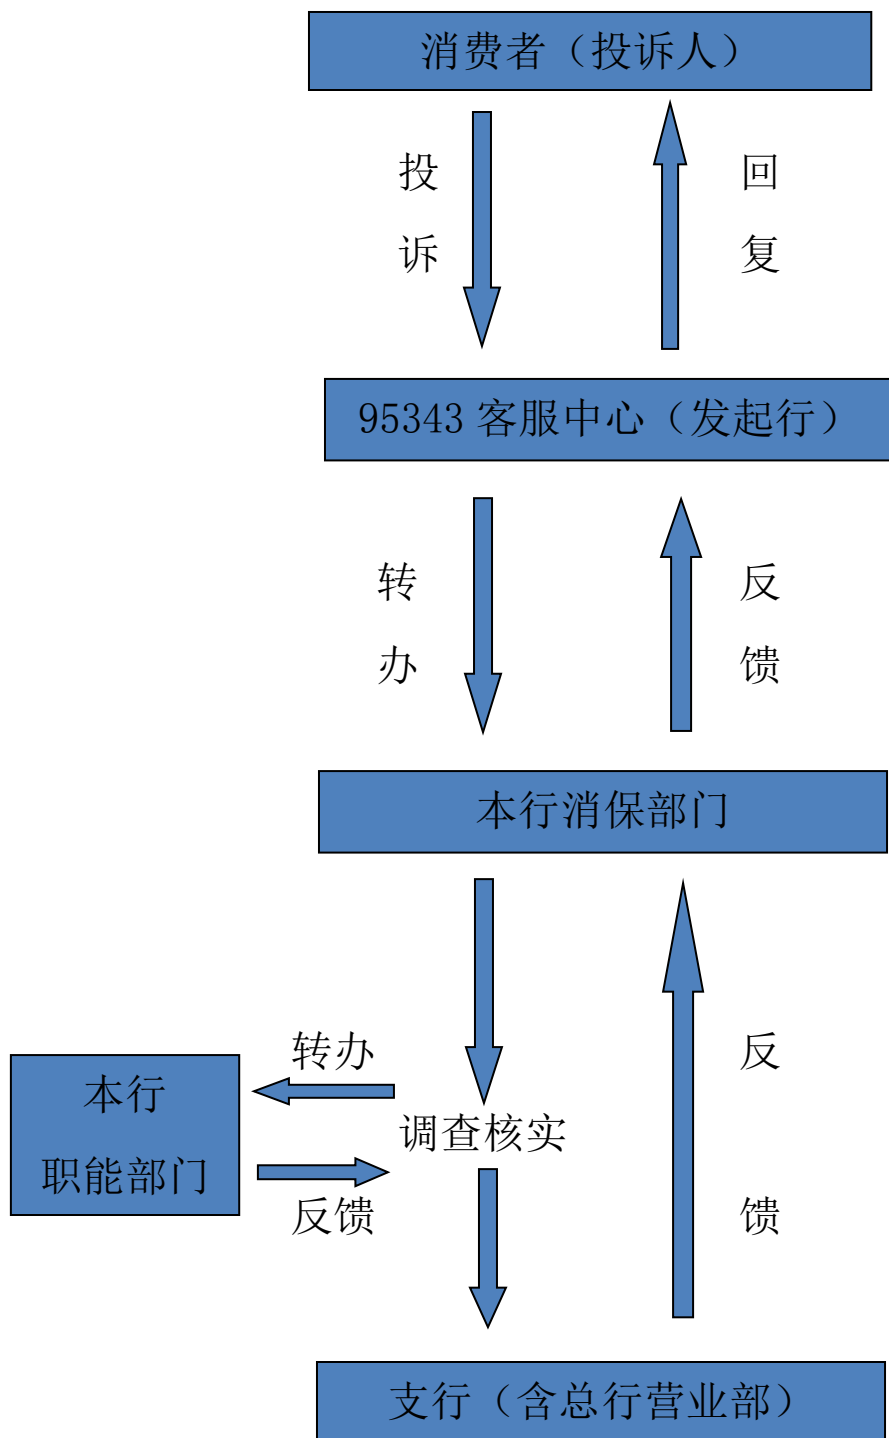 消费者（投诉人）
投诉
回复
95343 客服中心（发起行）
转办
反馈
本行消保部门
转办
本行
职能部门
调查核实
反馈
反馈
支行（含总行营业部）